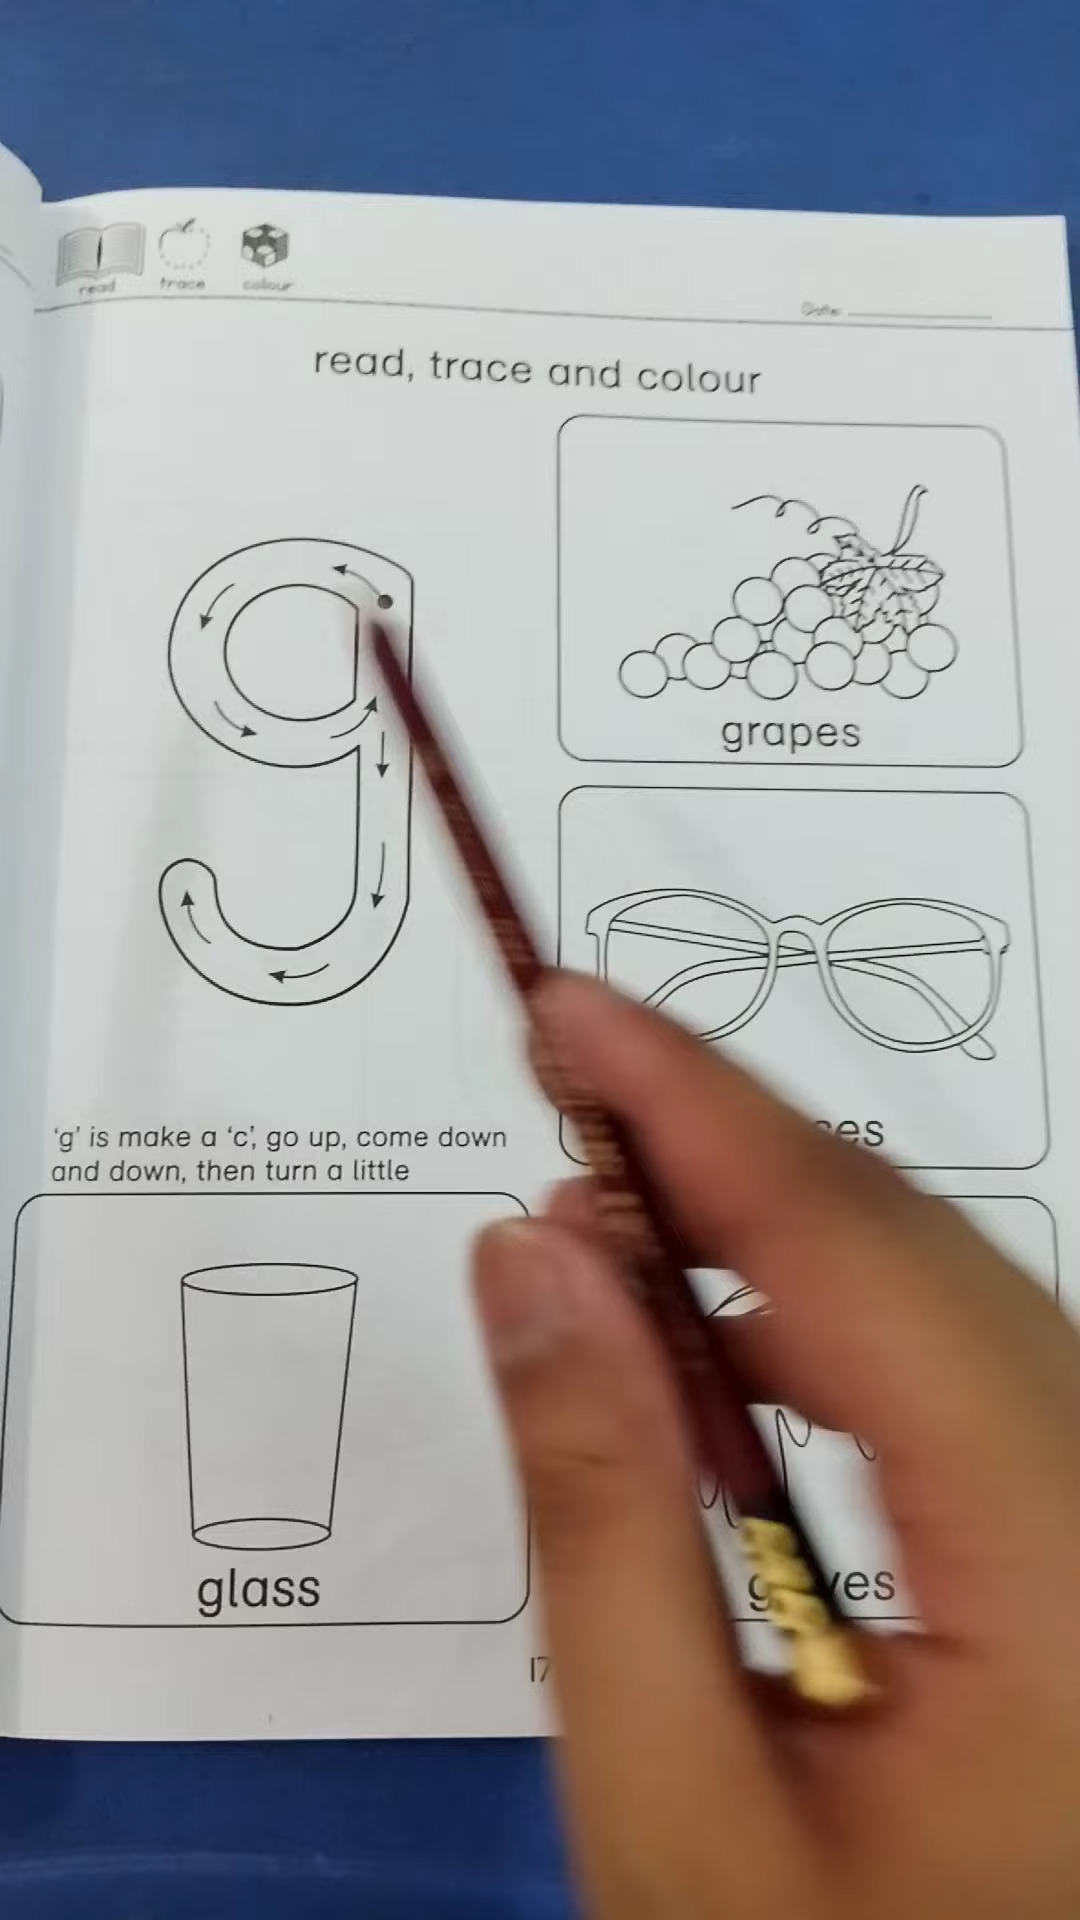 read trace colour
Date:
read, trace and colour
g
grapes
'g' is make a 'c', go up, come down
and down, then turn a little
glass
17